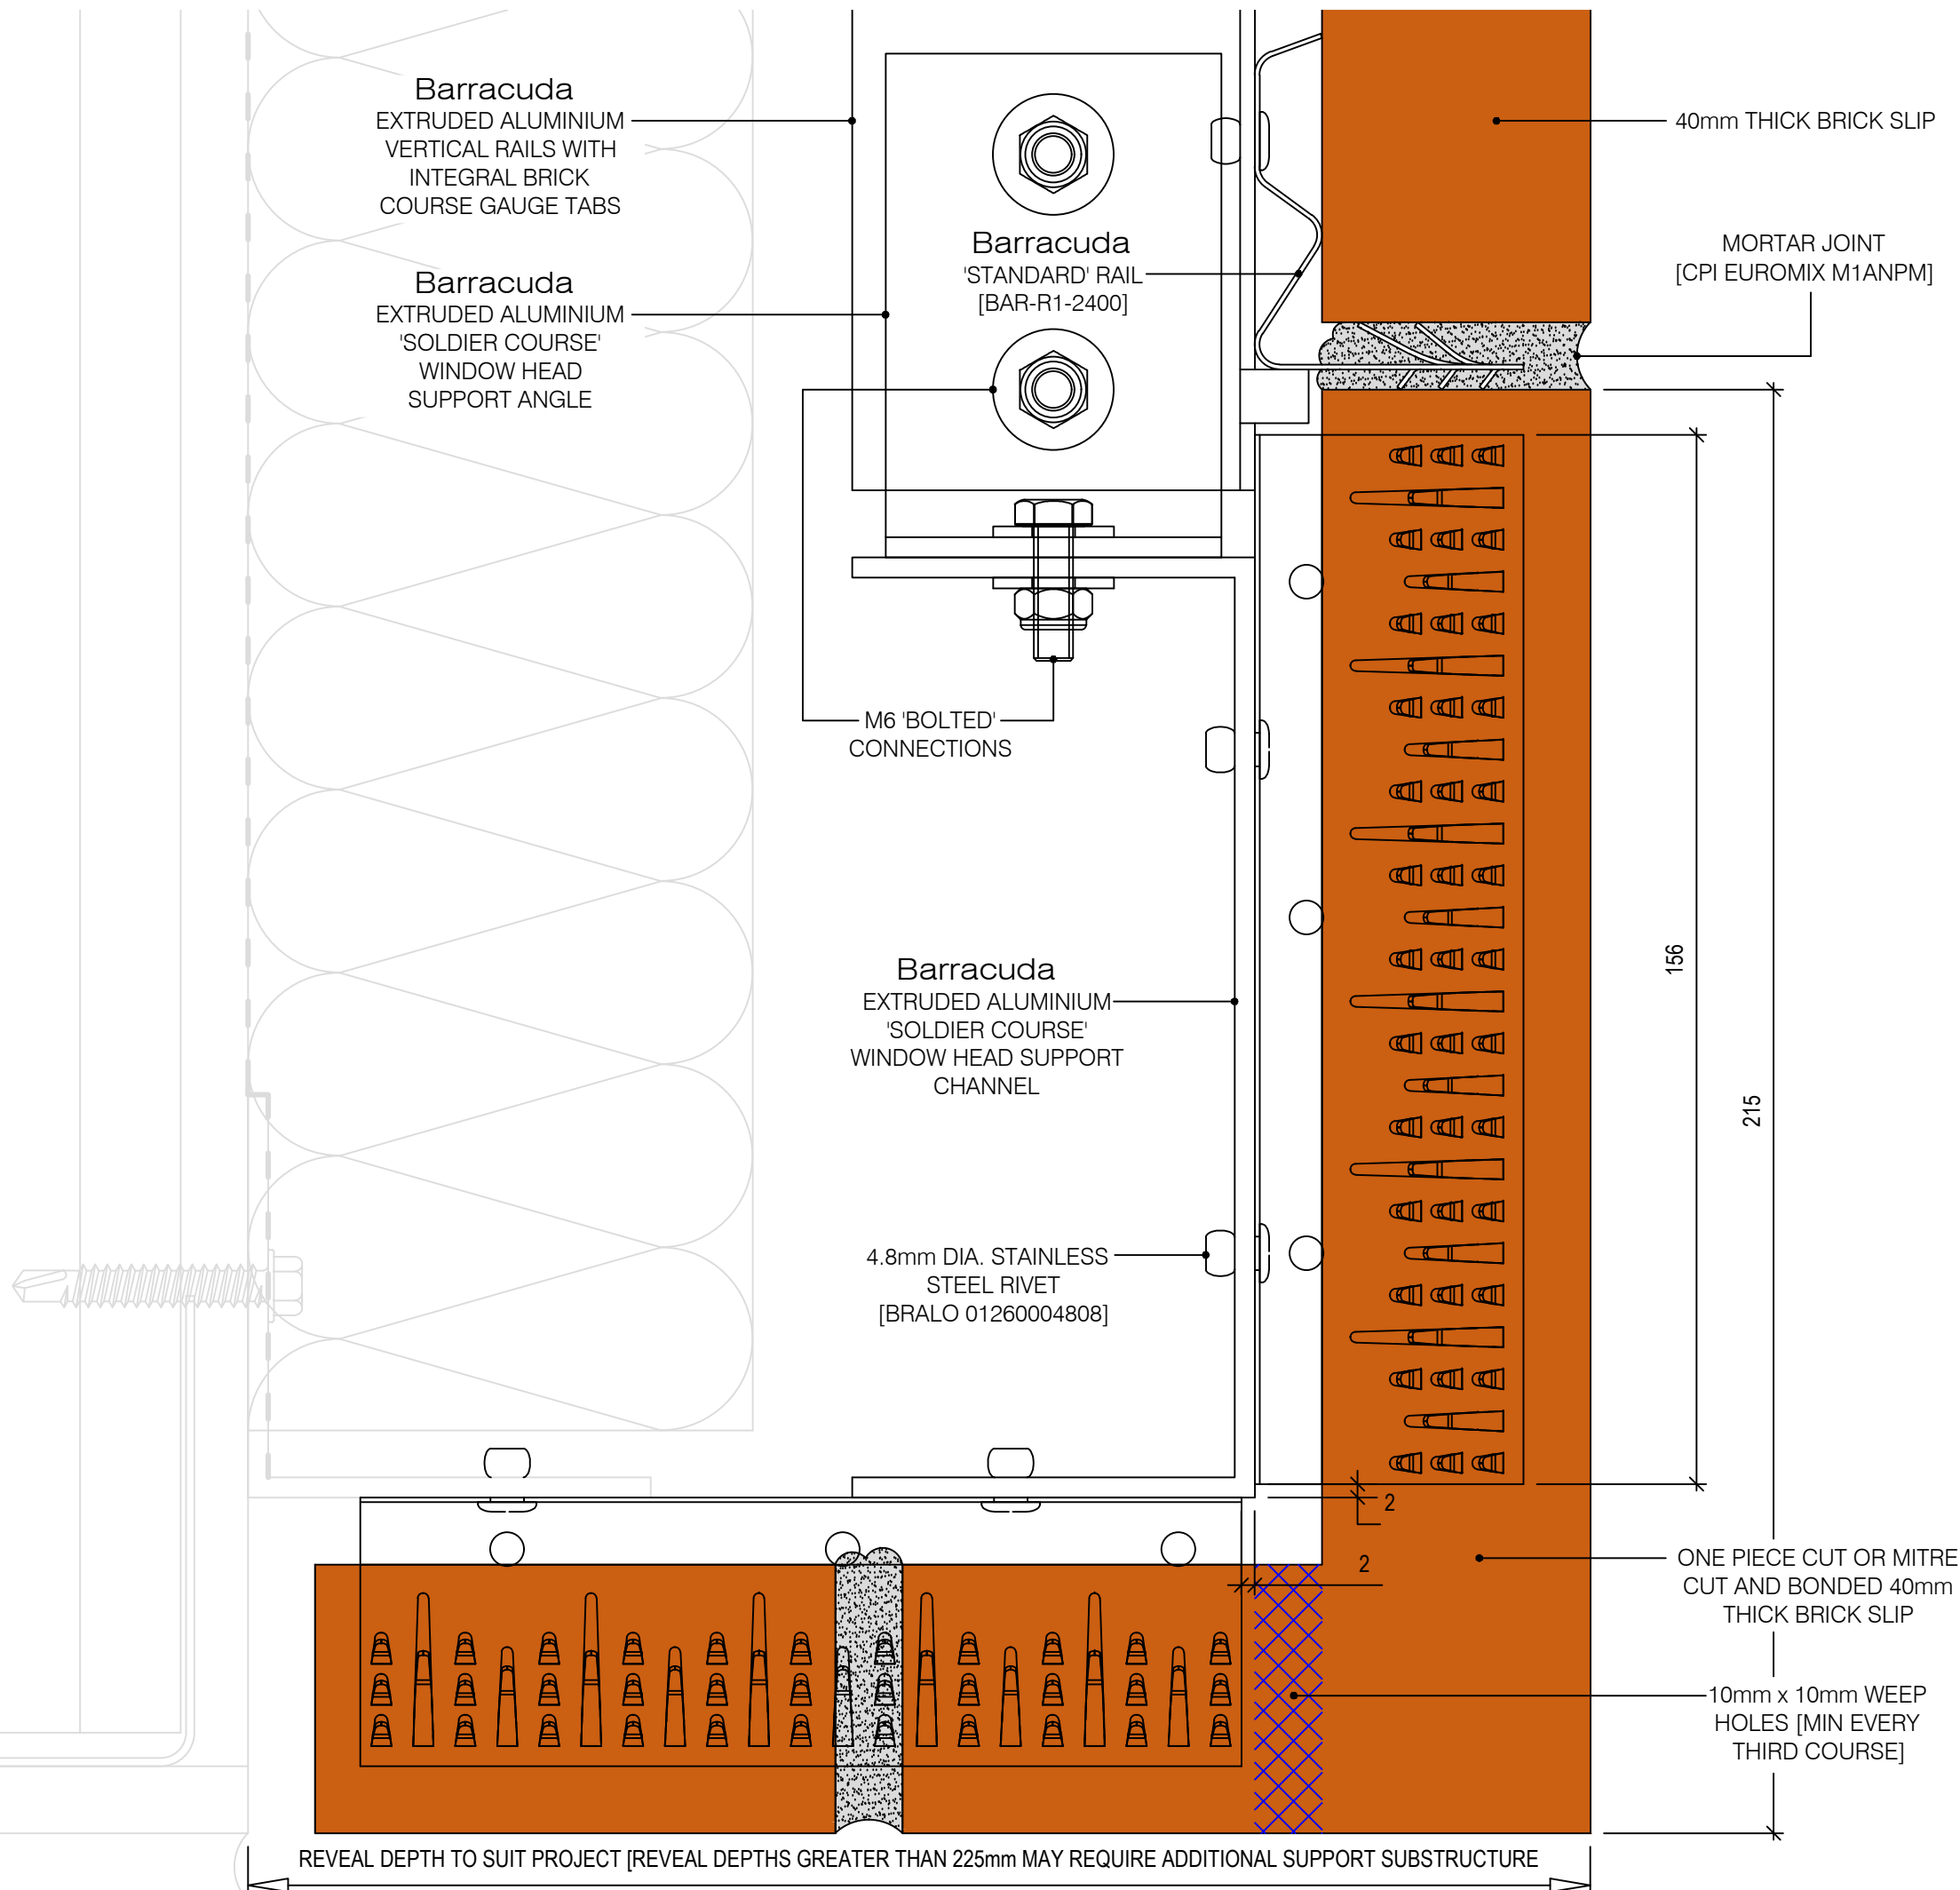 Barracuda
EXTRUDED ALUMINIUM
VERTICAL RAILS WITH
INTEGRAL BRICK
COURSE GAUGE TABS
Barracuda
EXTRUDED ALUMINIUM
'SOLDIER COURSE'
WINDOW HEAD
SUPPORT ANGLE
Barracuda
'STANDARD' RAIL
[BAR-R1-2400]
40mm THICK BRICK SLIP
MORTAR JOINT
[CPI EUROMIX M1ANPM]
M6 'BOLTED'
CONNECTIONS
Barracuda
EXTRUDED ALUMINIUM
'SOLDIER COURSE'
WINDOW HEAD SUPPORT
CHANNEL
156
215
4.8mm DIA. STAINLESS
STEEL RIVET
[BRALO 01260004808]
2
2
ONE PIECE CUT OR MITRE
CUT AND BONDED 40mm
THICK BRICK SLIP
10mm x 10mm WEEP
HOLES [MIN EVERY
THIRD COURSE]
REVEAL DEPTH TO SUIT PROJECT [REVEAL DEPTHS GREATER THAN 225mm MAY REQUIRE ADDITIONAL SUPPORT SUBSTRUCTURE